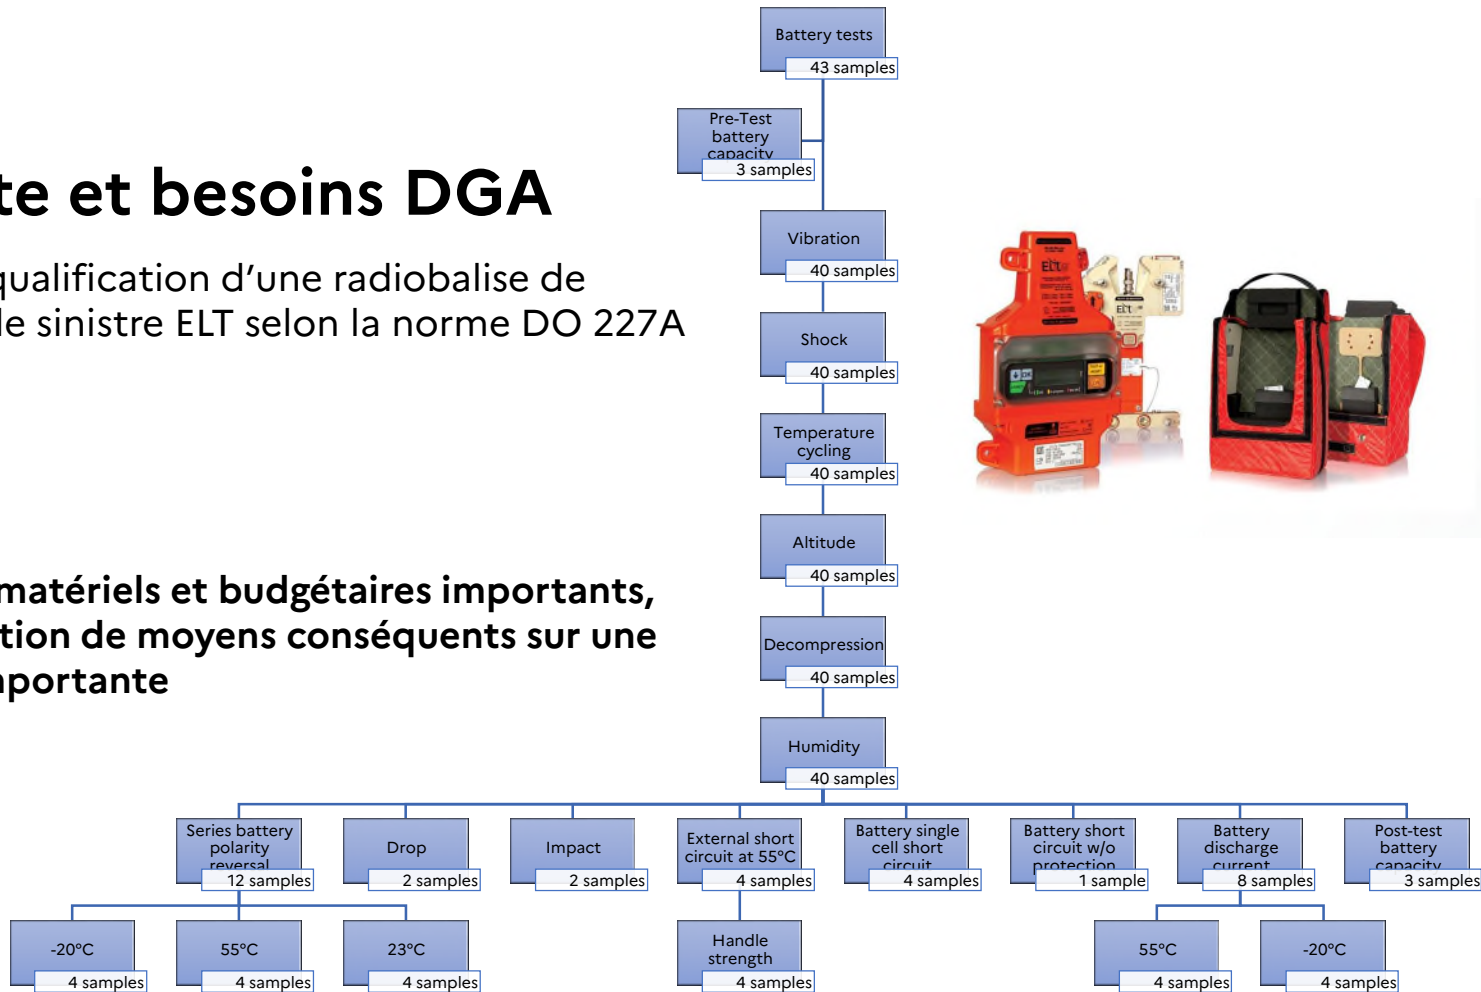 te et besoins DGA
qualification d’une radiobalise de
de sinistre ELT selon la norme DO 227A
matériels et budgétaires importants,
tion de moyens conséquents sur une
portante
Battery tests
43 samples
Pre-Test
battery
capacity
3 samples
Vibration
40 samples
Shock
40 samples
Temperature
cycling
40 samples
Altitude
40 samples
Decompression
40 samples
Humidity
40 samples
Series battery
polarity
reversal
12 samples
Drop
2 samples
Impact
2 samples
External short
circuit at 55°C
4 samples
Battery single
cell short
circuit
4 samples
Battery short
circuit w/o
protection
1 sample
Battery
discharge
current
8 samples
Post-test
battery
capacity
3 samples
-20°C
4 samples
55°C
4 samples
23°C
4 samples
Handle
strength
4 samples
55°C
4 samples
-20°C
4 samples
ELT
ELT
OK